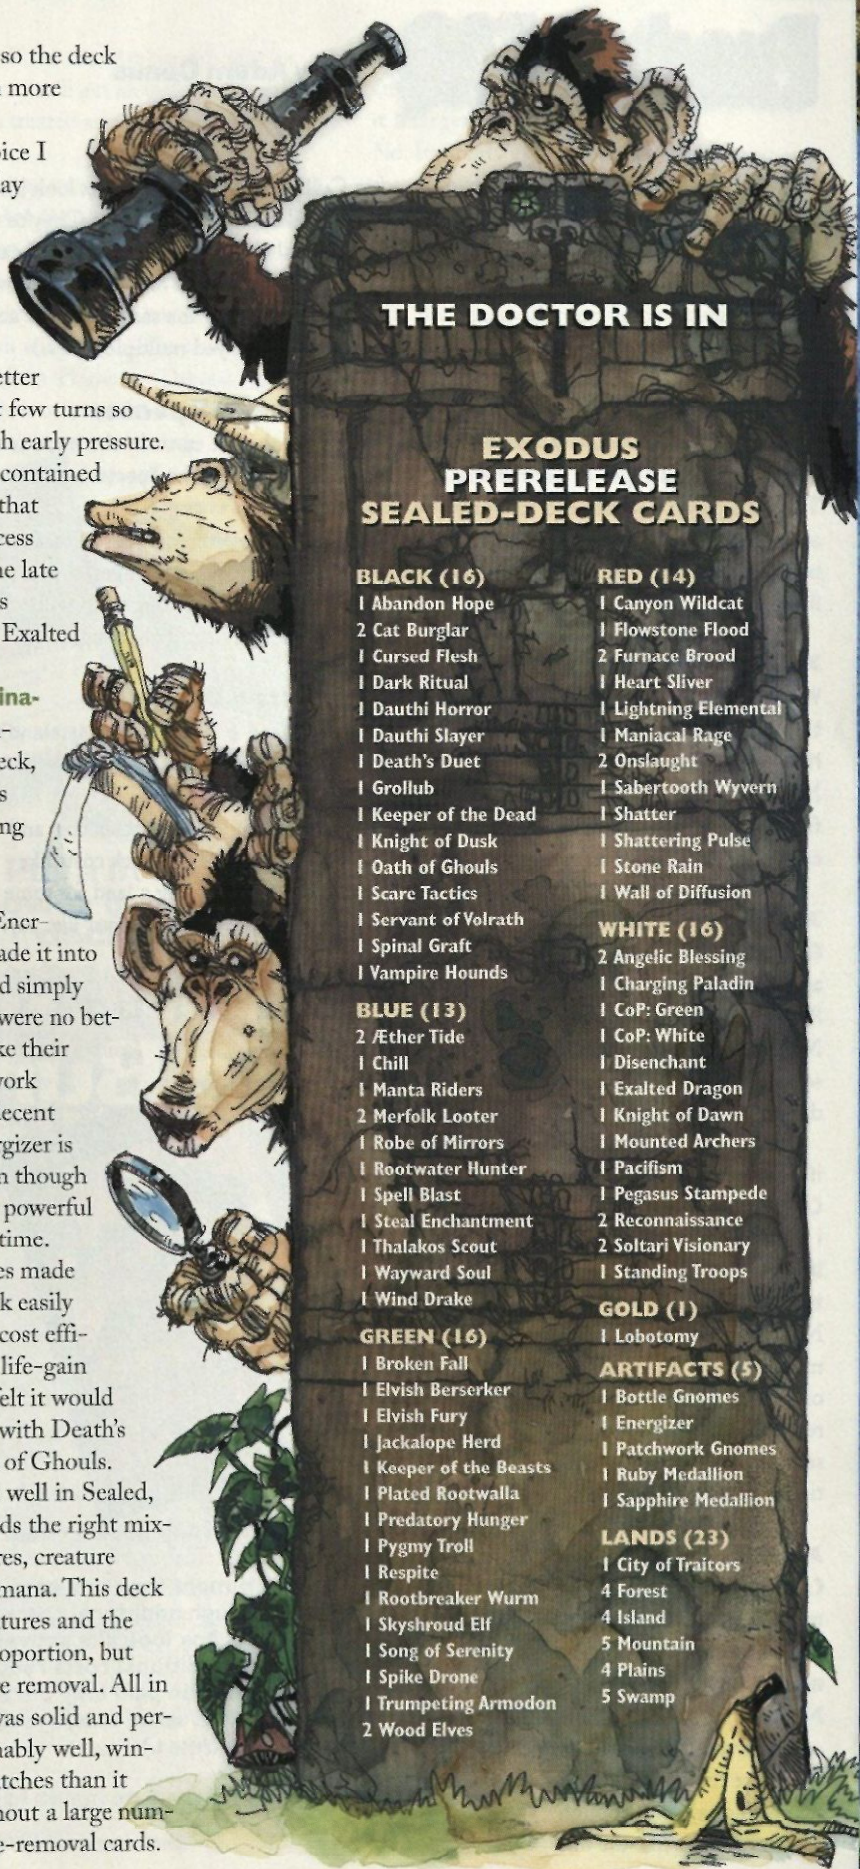 so the deck
more
ice I
ay
etter
few turns so
h early pressure.
contained
that
cess
ne late
s
Exalted
ina-
eck,
s
ng
Ener-
ade it into
d simply
were no bet-
ke their
work
decent
rgizer is
n though
powerful
time.
es made
k easily
cost effi-
life-gain
felt it would
with Death's
of Ghouls.
well in Sealed,
ds the right mix-
res, creature
mana. This deck
tures and the
oportion, but
e removal. All in
vas solid and per-
nably well, win-
tches than it
hout a large num-
e-removal cards.
THE DOCTOR IS IN
EXODUS
PRERELEASE
SEALED-DECK CARDS
BLACK (16)
1 Abandon Hope
2 Cat Burglar
1 Cursed Flesh
1 Dark Ritual
1 Dauthi Horror
1 Dauthi Slayer
1 Death's Duet
1 Grollub
1 Keeper of the Dead
1 Knight of Dusk
1 Oath of Ghouls
1 Scare Tactics
1 Servant of Volrath
1 Spinal Graft
1 Vampire Hounds
BLUE (13)
2 Æther Tide
1 Chill
1 Manta Riders
2 Merfolk Looter
1 Robe of Mirrors
1 Rootwater Hunter
1 Spell Blast
1 Steal Enchantment
1 Thalakos Scout
1 Wayward Soul
1 Wind Drake
GREEN (16)
1 Broken Fall
1 Elvish Berserker
1 Elvish Fury
1 Jackalope Herd
1 Keeper of the Beasts
1 Plated Rootwalla
1 Predatory Hunger
1 Pygmy Troll
1 Respite
1 Rootbreaker Wurm
1 Skyshroud Elf
1 Song of Serenity
1 Spike Drone
1 Trumpeting Armodon
2 Wood Elves
RED (14)
1 Canyon Wildcat
1 Flowstone Flood
2 Furnace Brood
1 Heart Sliver
1 Lightning Elemental
1 Maniacal Rage
2 Onslaught
1 Sabertooth Wyvern
1 Shatter
1 Shattering Pulse
1 Stone Rain
1 Wall of Diffusion
WHITE (16)
2 Angelic Blessing
1 Charging Paladin
1 CoP: Green
1 CoP: White
1 Disenchant
1 Exalted Dragon
1 Knight of Dawn
1 Mounted Archers
1 Pacifism
1 Pegasus Stampede
2 Reconnaissance
2 Soltari Visionary
1 Standing Troops
GOLD (1)
1 Lobotomy
ARTIFACTS (5)
1 Bottle Gnomes
1 Energizer
1 Patchwork Gnomes
1 Ruby Medallion
1 Sapphire Medallion
LANDS (23)
1 City of Traitors
4 Forest
4 Island
5 Mountain
4 Plains
5 Swamp